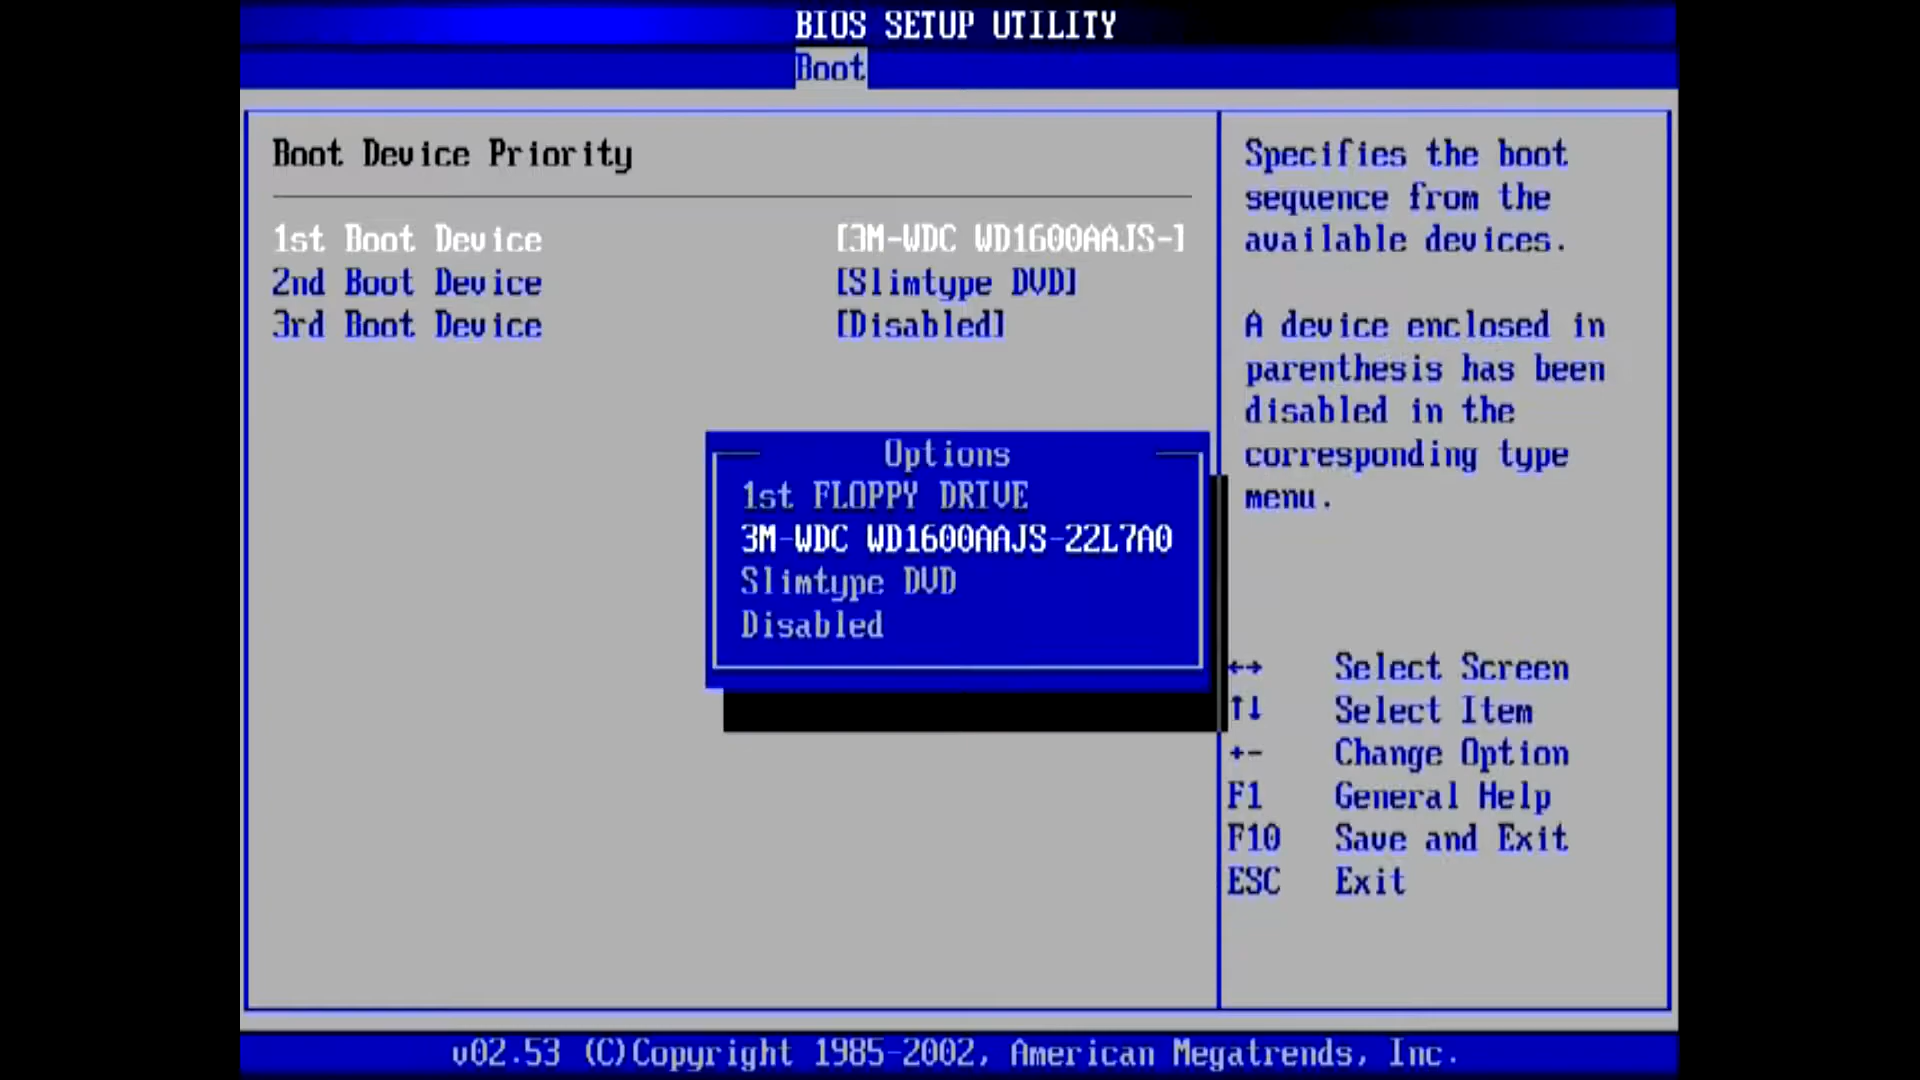 BIOS SETUP UTILITY
Boot
Boot Device Priority
1st Boot Device [3M-WDC WD1600AAJS-]
2nd Boot Device [Slimtype DVD]
3rd Boot Device [Disabled]
Options
1st FLOPPY DRIVE
3M-WDC WD1600AAJS-22L7A0
Slimtype DVD
Disabled
Specifies the boot
sequence from the
available devices.
A device enclosed in
parenthesis has been
disabled in the
corresponding type
menu.
↔ Select Screen
↑↓ Select Item
+- Change Option
F1 General Help
F10 Save and Exit
ESC Exit
v02.53 (C)Copyright 1985-2002, American Megatrends, Inc.